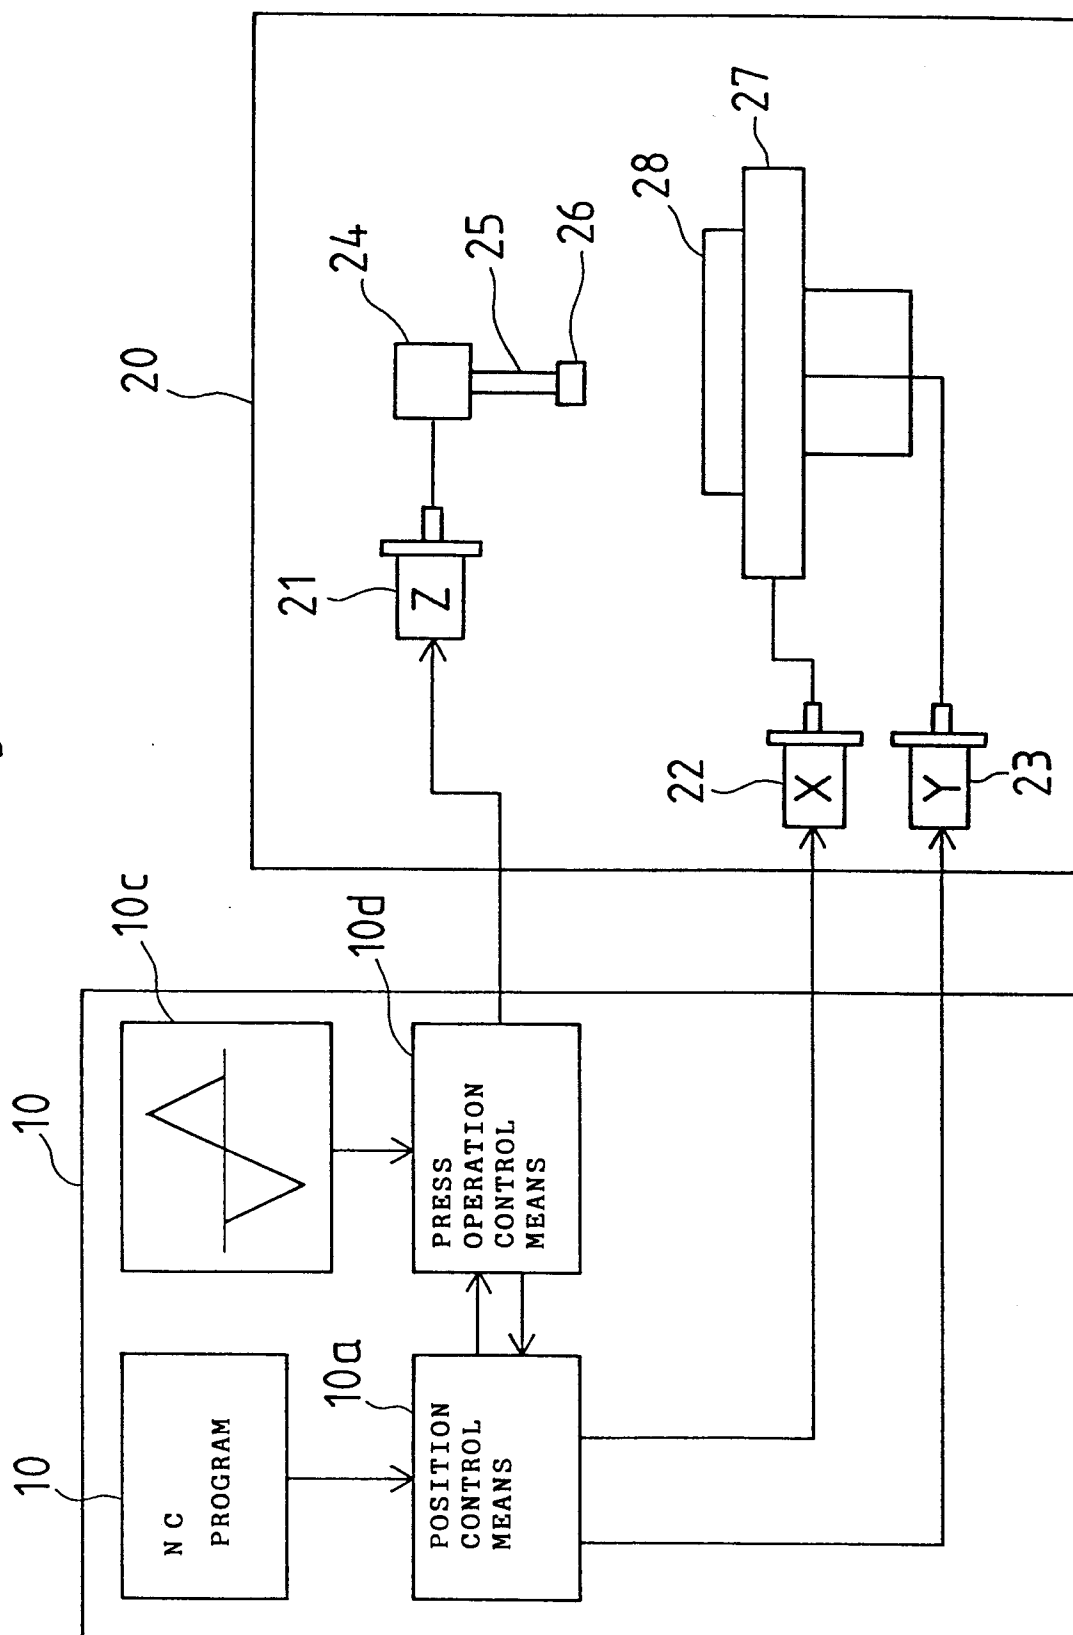 10
10
NC
PROGRAM
10a
POSITION
CONTROL
MEANS
10c
10d
PRESS
OPERATION
CONTROL
MEANS
20
21
Z
22
X
23
Y
24
25
26
27
28